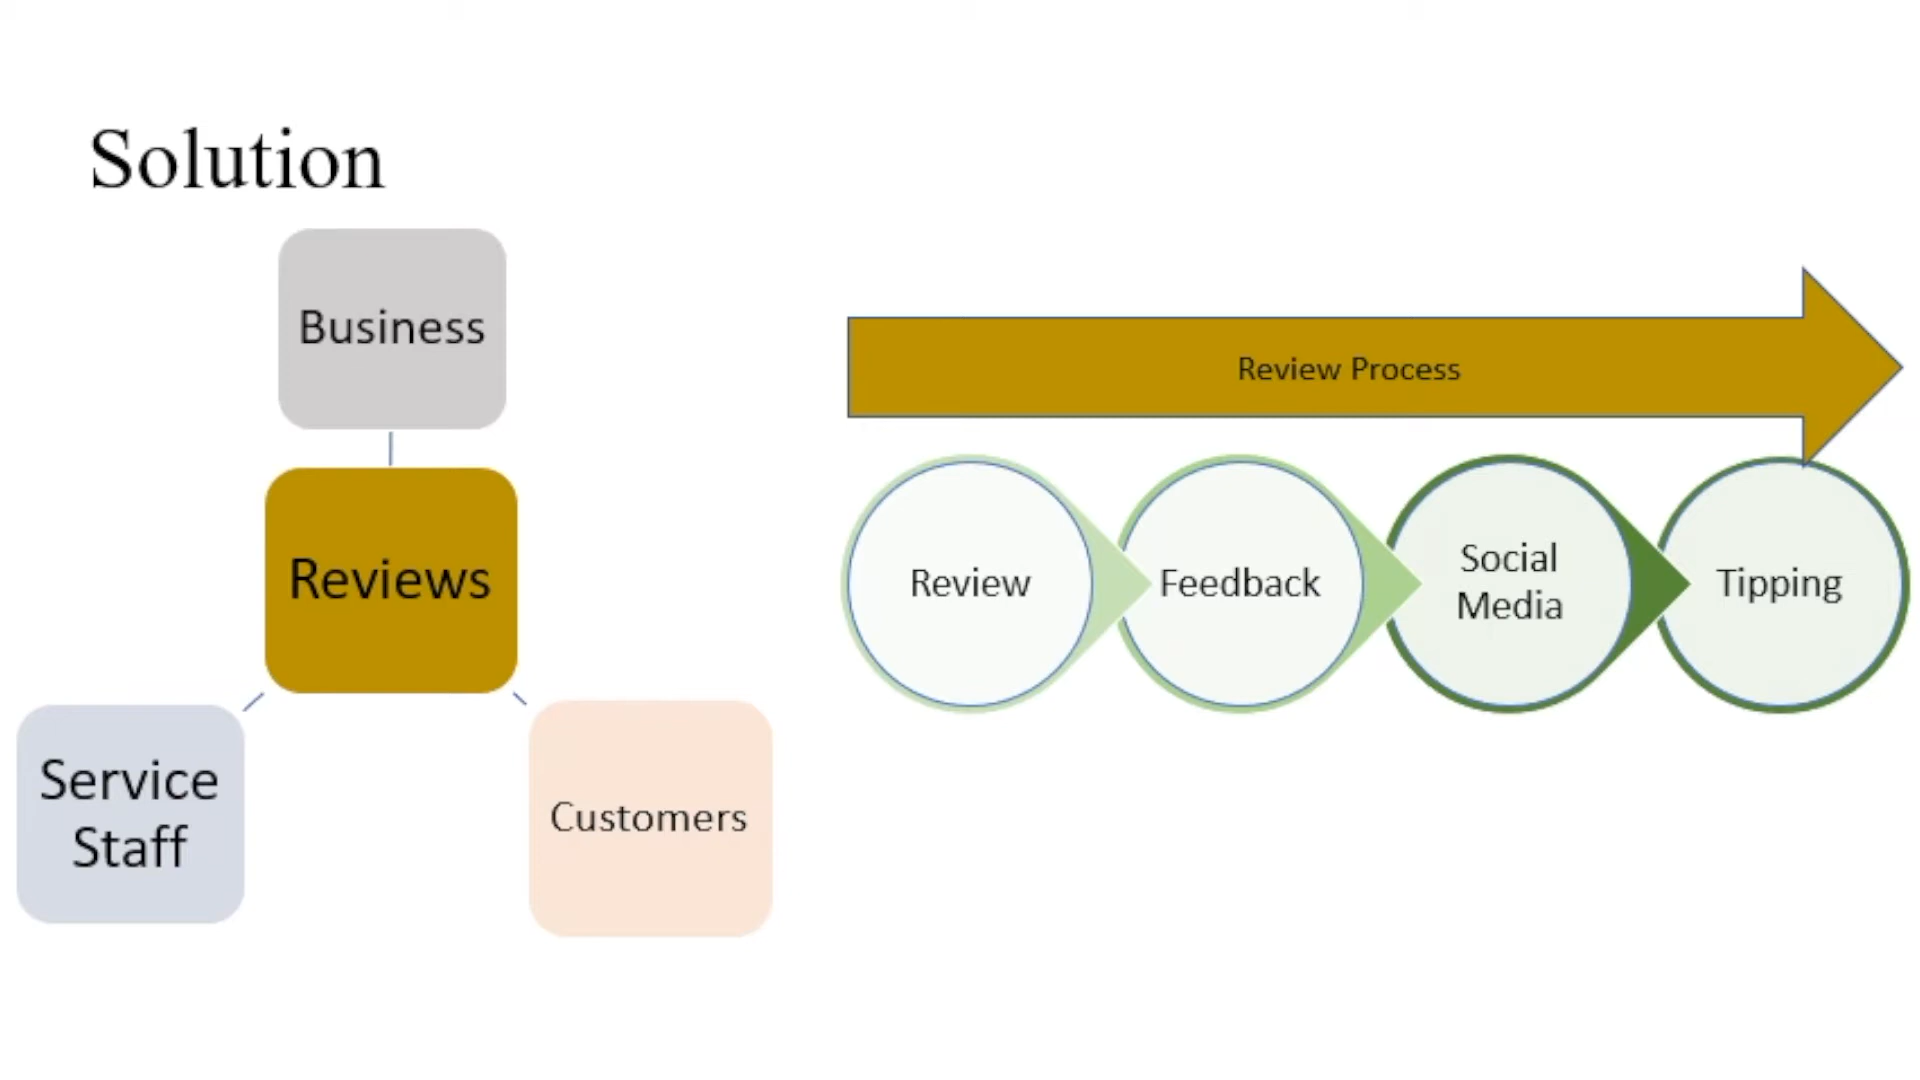 Solution
Business
Reviews
Service
Staff
Customers
Review Process
Review
Feedback
Social
Media
Tipping